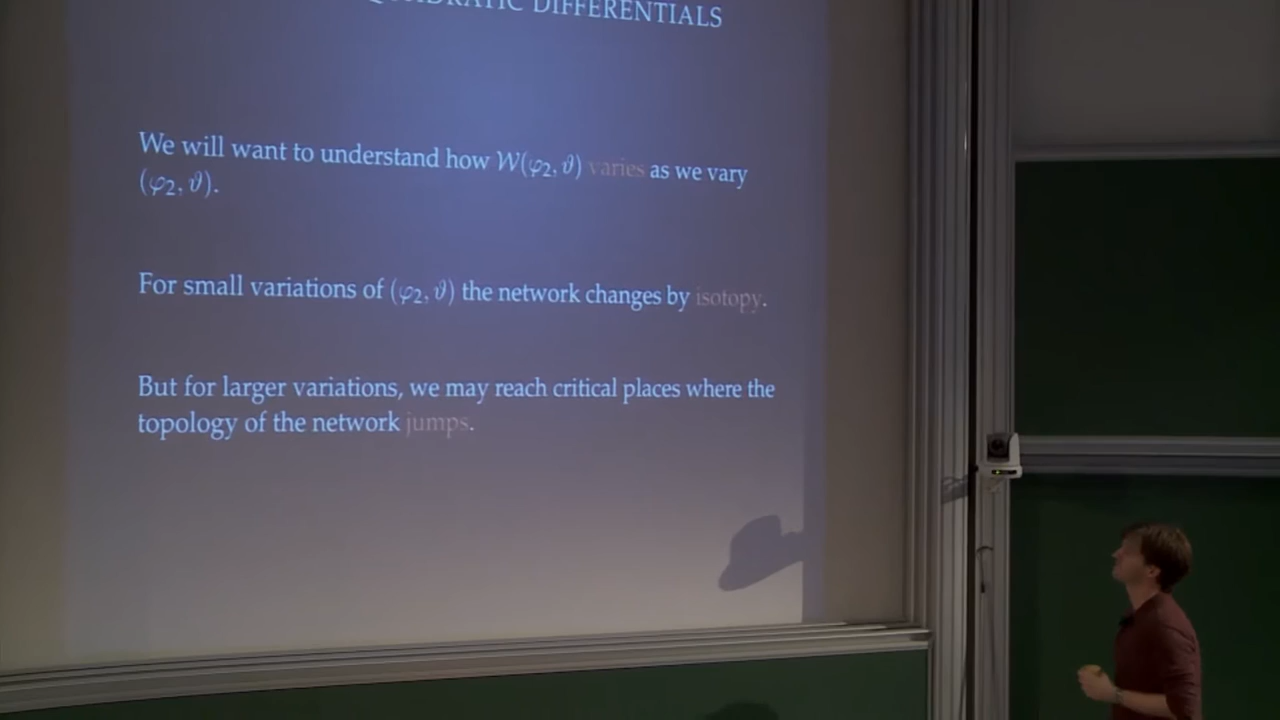 QUADRATIC DIFFERENTIALS
We will want to understand how 𝒲(φ₂, ϑ) varies as we vary
(φ₂, ϑ).
For small variations of (φ₂, ϑ) the network changes by isotopy.
But for larger variations, we may reach critical places where the
topology of the network jumps.